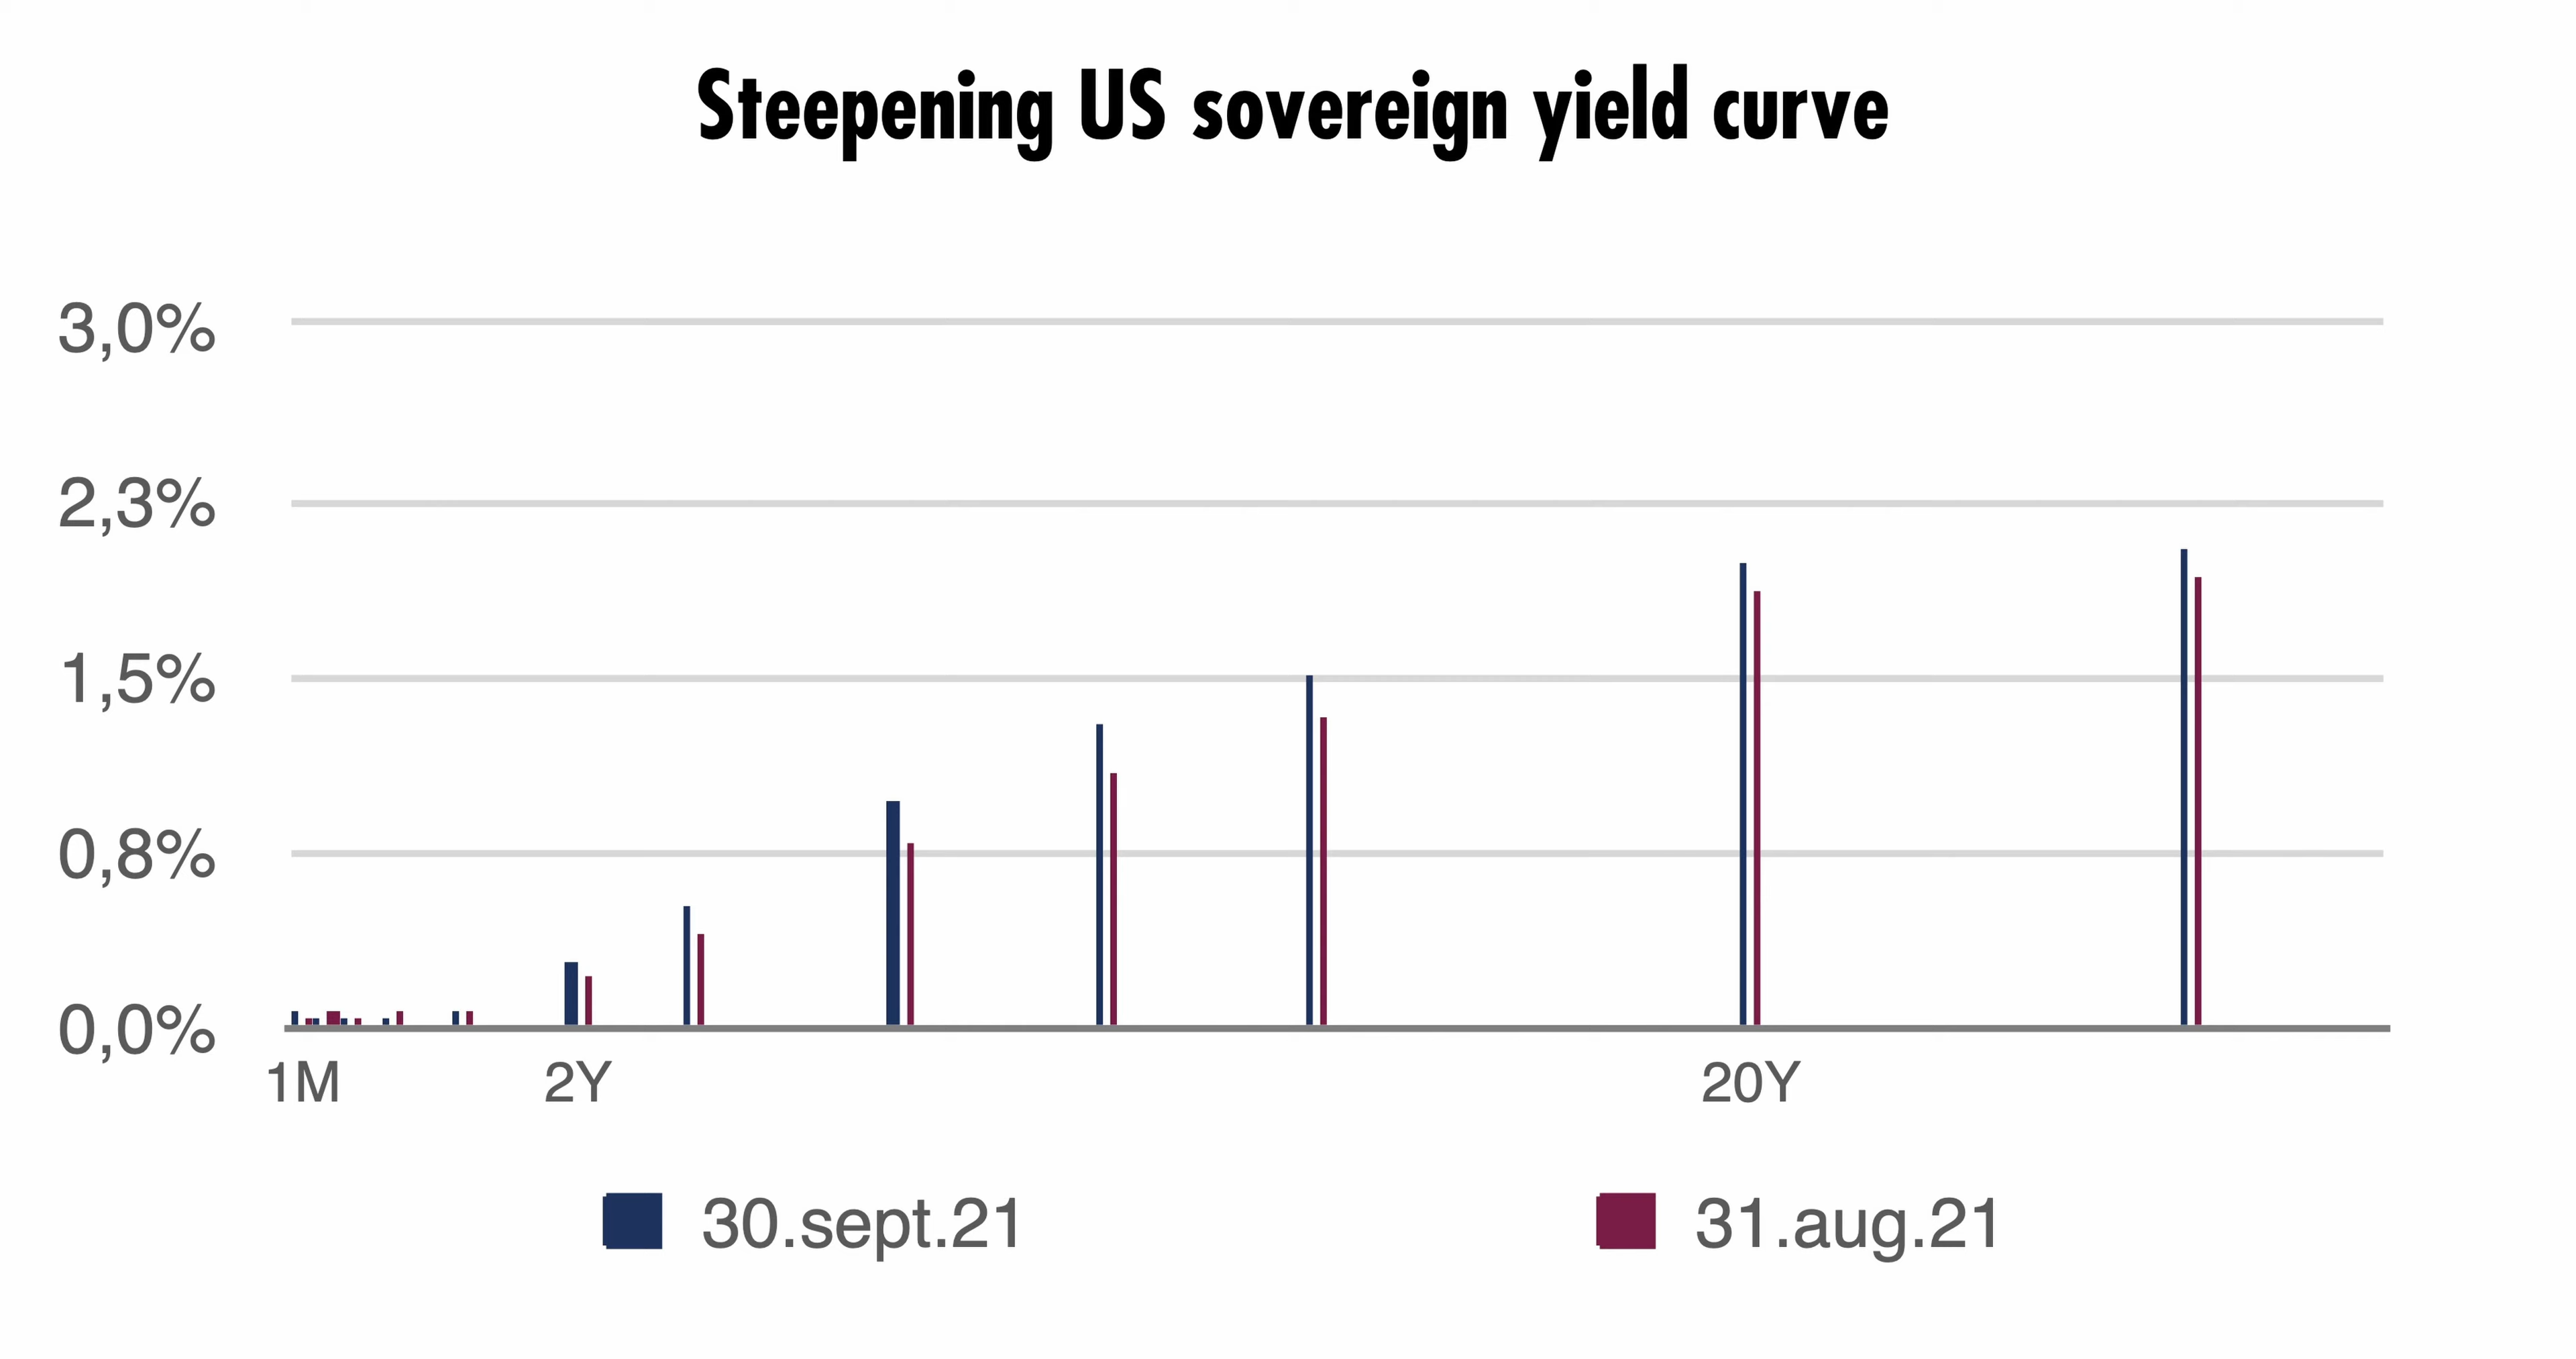 Steepening US sovereign yield curve
3,0%
2,3%
1,5%
0,8%
0,0%
1M 2Y 20Y
30.sept.21 31.aug.21